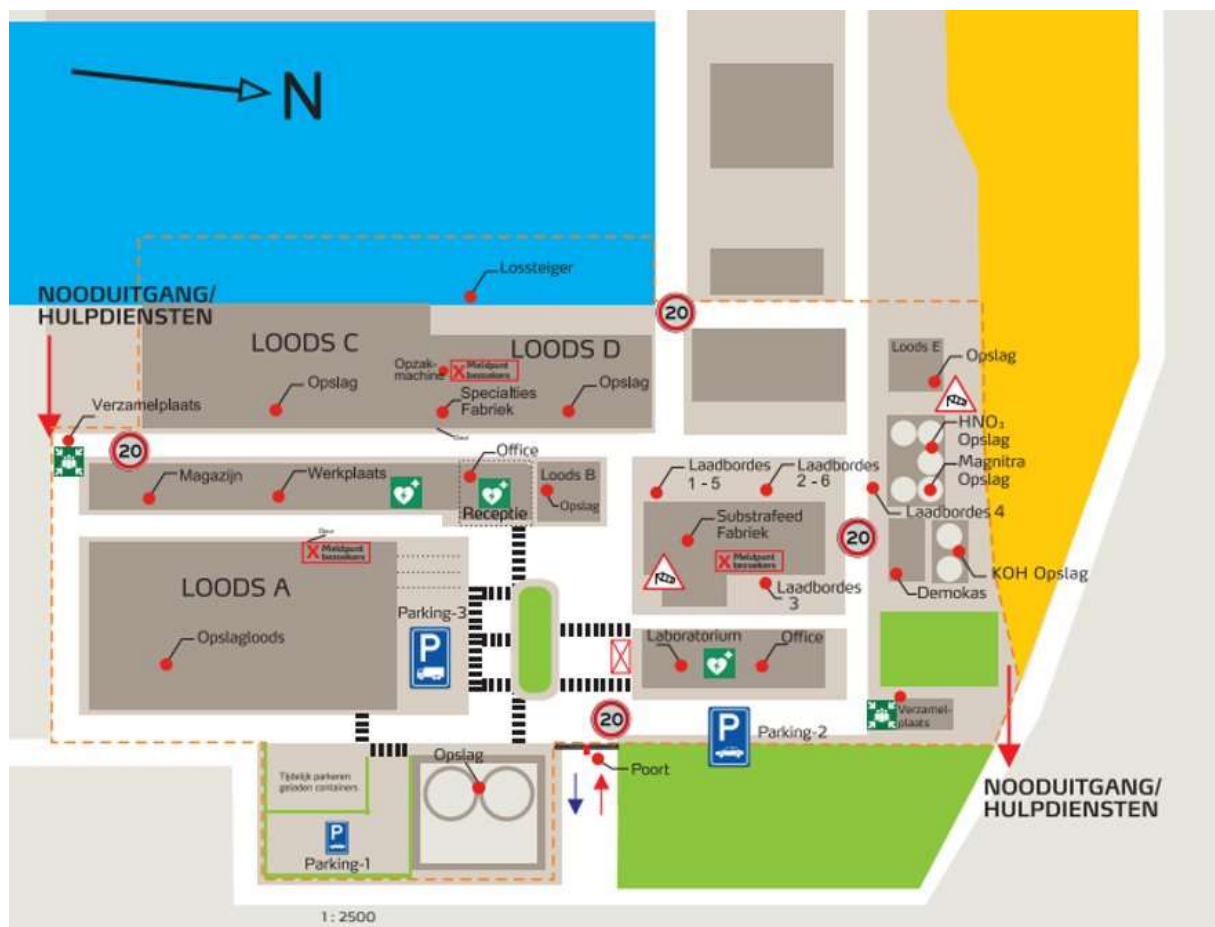 N
Lossteiger
NOODUITGANG/
HULPDIENSTEN
20
LOODS C
LOODS D
Opzak-
machine
X Meldpunt
bezoekers
Opslag
Specialties
Fabriek
Opslag
Loods E
Opslag
Verzamelplaats
20
Deur
HNO₃
Opslag
Magnitra
Opslag
Office
Magazijn
Werkplaats
Loods B
Opslag
Receptie
Laadbordes
1 - 5
Laadbordes
2 - 6
Laadbordes 4
Substrafeed
Fabriek
20
Deur
X Meldpunt
bezoekers
X Meldpunt
bezoekers
KOH Opslag
Demokas
Laadbordes
3
LOODS A
Parking-3
P
Opslagloods
Laboratorium
Office
20
P
Parking-2
Verzamel-
plaats
Opslag
Poort
Tijdelijk parkeren
geladen containers
P
Parking-1
NOODUITGANG/
HULPDIENSTEN
1 : 2500